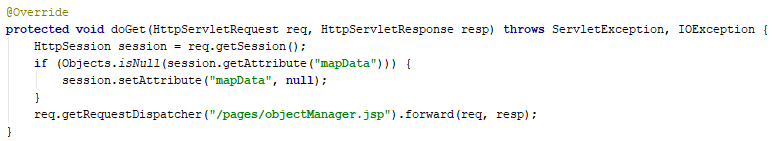 @Override
protected void doGet(HttpServletRequest req, HttpServletResponse resp) throws ServletException, IOException {
    HttpSession session = req.getSession();
    if (Objects.isNull(session.getAttribute("mapData"))) {
        session.setAttribute("mapData", null);
    }
    req.getRequestDispatcher("/pages/objectManager.jsp").forward(req, resp);
}